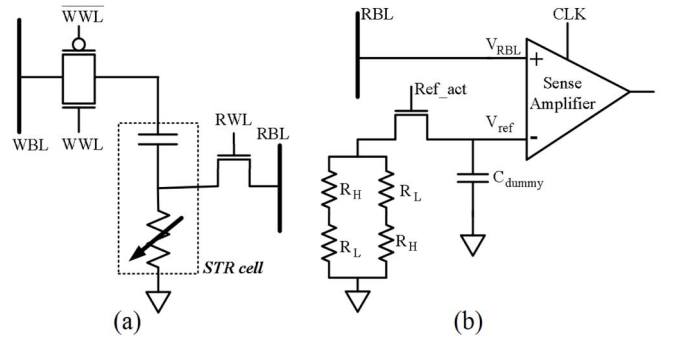 WWL
WBL
WWL
RWL
RBL
STR cell
(a)
RBL
CLK
V_RBL
+
Sense
Amplifier
Ref_act
V_ref
-
C_dummy
R_H
R_L
R_L
R_H
(b)